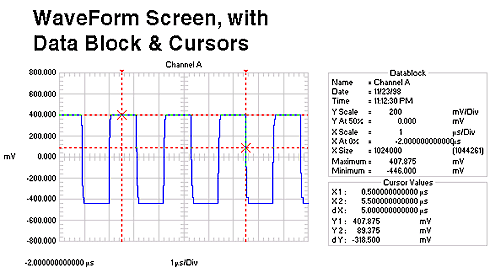 WaveForm Screen, with
Data Block & Cursors
Channel A
800.000
600.000
400.000
200.000
mV
0.000
-200.000
-400.000
-600.000
-800.000
-2.000000000000 µs
1µs/Div
Datablock
Name = Channel A
Date = 11/23/98
Time = 11:12:30 PM
Y Scale = 200 mV/Div
Y At 50% = 0.000 mV
X Scale = 1 µs/Div
X At 0% = -2.000000000000µs
X Size = 1024000 (1044261)
Maximum = 407.875 mV
Minimum = -446.000 mV
Cursor Values
X1 : 0.500000000000 µs
X2 : 5.500000000000 µs
dX : 5.000000000000 µs
Y1 : 407.875 mV
Y2 : 89.375 mV
dY : -318.500 mV